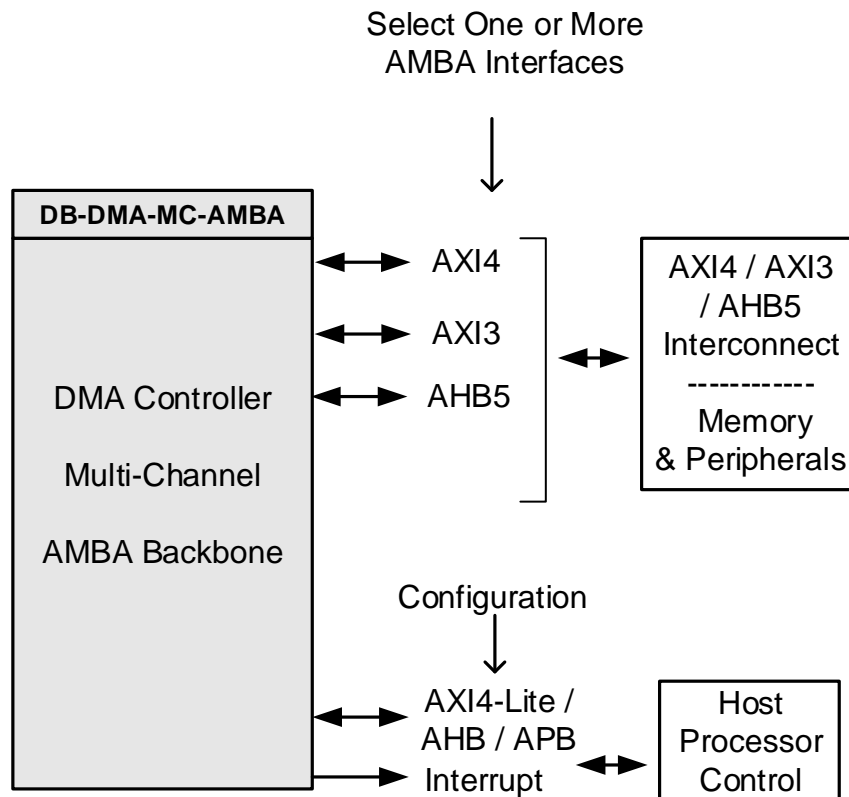 Select One or More
AMBA Interfaces
DB-DMA-MC-AMBA
DMA Controller
Multi-Channel
AMBA Backbone
AXI4
AXI3
AHB5
AXI4 / AXI3
/ AHB5
Interconnect
------------
Memory
& Peripherals
Configuration
AXI4-Lite /
AHB / APB
Interrupt
Host
Processor
Control